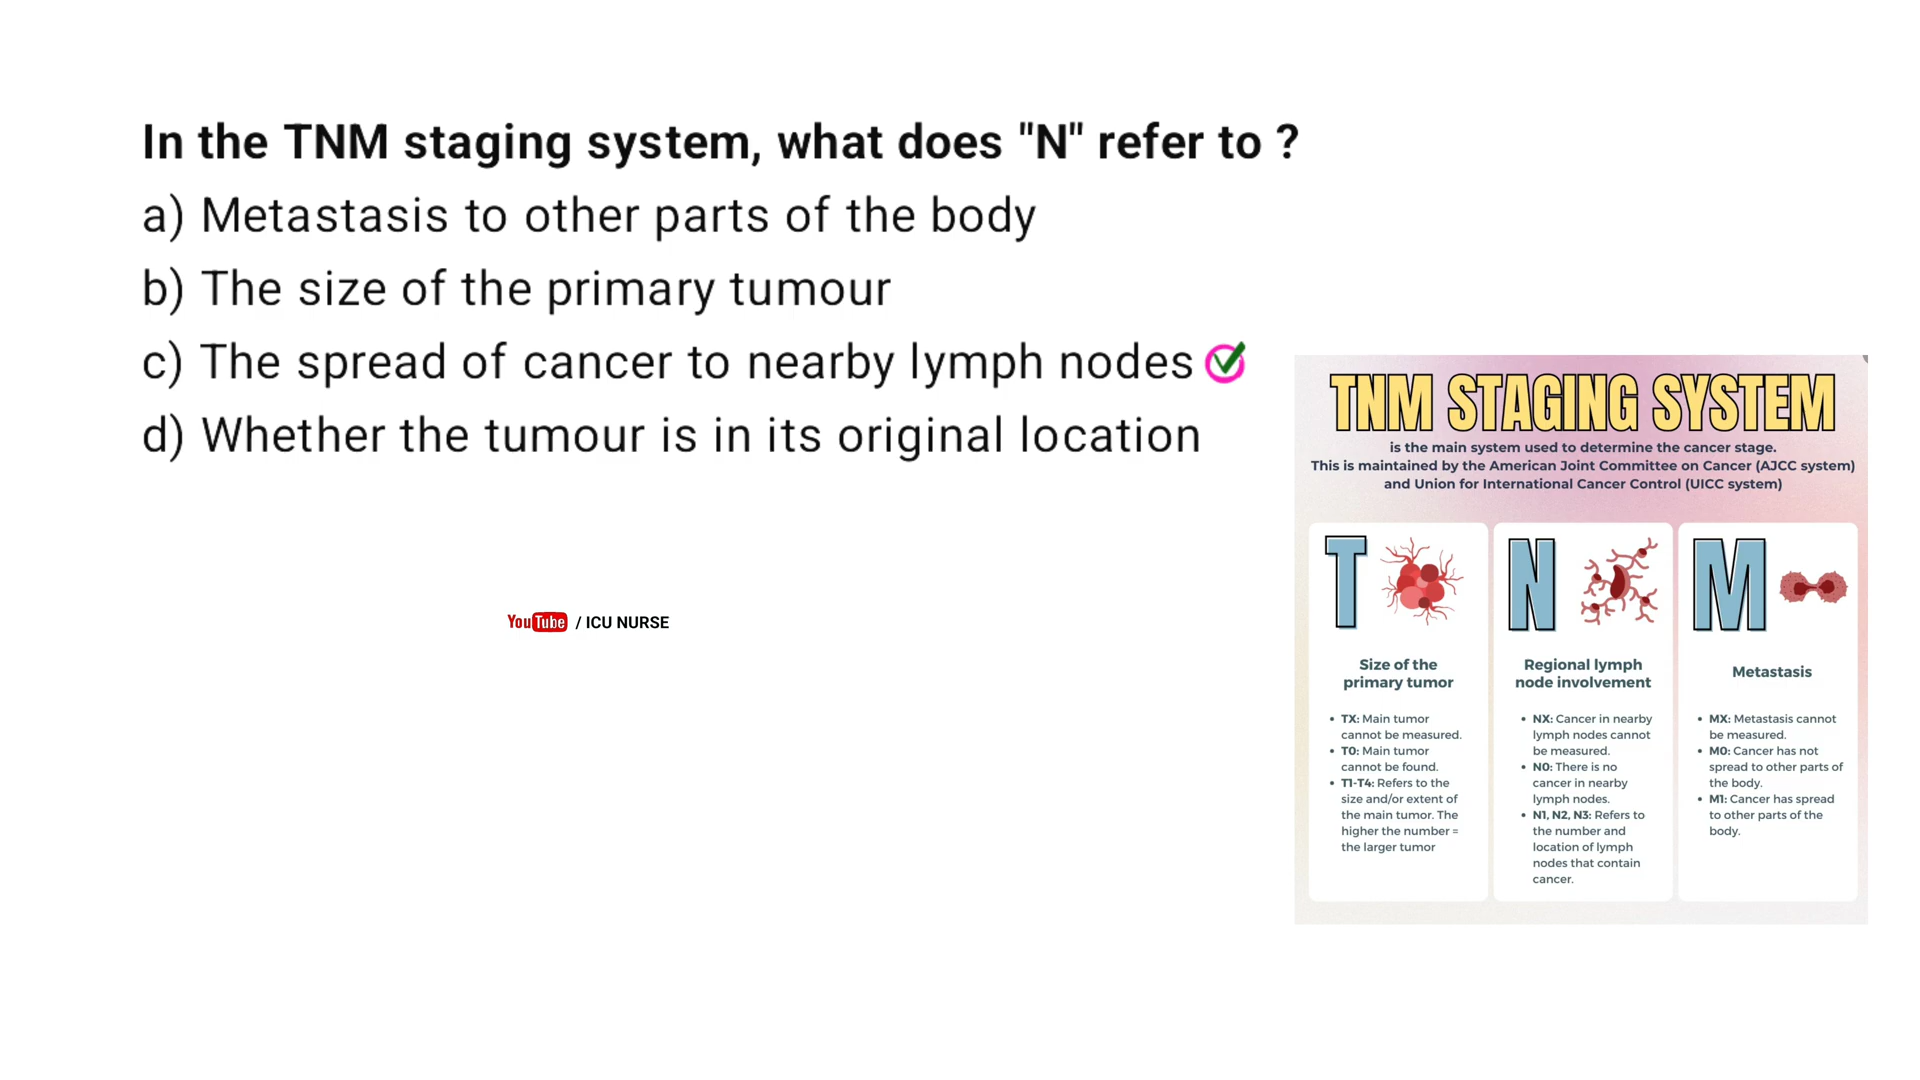 In the TNM staging system, what does "N" refer to ?
a) Metastasis to other parts of the body
b) The size of the primary tumour
c) The spread of cancer to nearby lymph nodes
d) Whether the tumour is in its original location
YouTube / ICU NURSE
TNM STAGING SYSTEM
is the main system used to determine the cancer stage.
This is maintained by the American Joint Committee on Cancer (AJCC system)
and Union for International Cancer Control (UICC system)
T
Size of the
primary tumor
• TX: Main tumor
cannot be measured.
• T0: Main tumor
cannot be found.
• T1-T4: Refers to the
size and/or extent of
the main tumor. The
higher the number =
the larger tumor
N
Regional lymph
node involvement
• NX: Cancer in nearby
lymph nodes cannot
be measured.
• N0: There is no
cancer in nearby
lymph nodes.
• N1, N2, N3: Refers to
the number and
location of lymph
nodes that contain
cancer.
M
Metastasis
• MX: Metastasis cannot
be measured.
• M0: Cancer has not
spread to other parts of
the body.
• M1: Cancer has spread
to other parts of the
body.